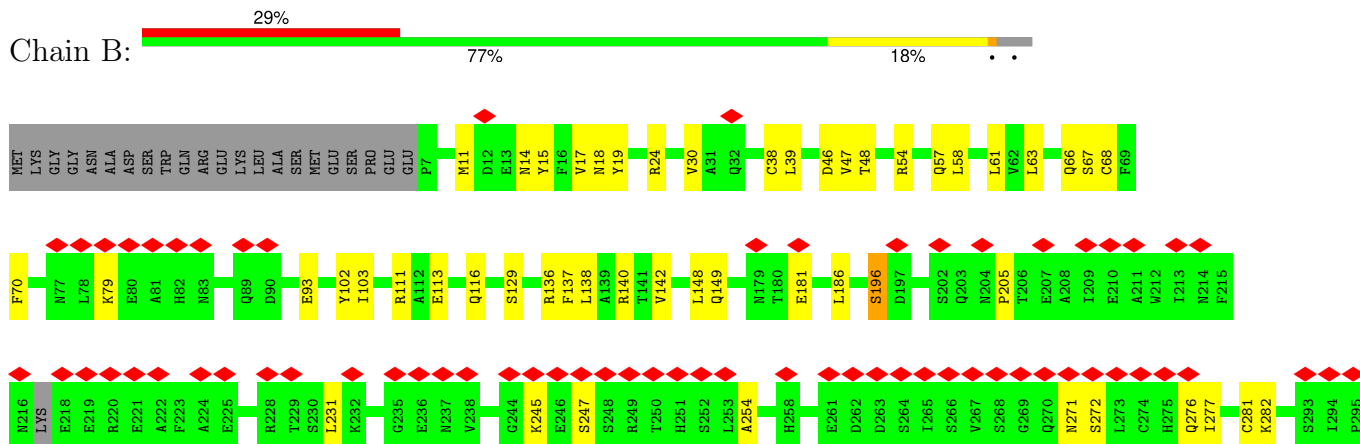 29%
Chain B:
77% 18% • •
MET LYS GLY GLY ASN ALA ASP SER TRP GLN ARG GLU LYS LEU ALA SER MET GLU SER PRO GLU GLU P7 M11 D12 E13 N14 Y15 F16 V17 N18 Y19 R24 V30 A31 Q32 C38 L39 D46 V47 T48 R54 Q57 L58 L61 V62 L63 Q66 S67 C68 F69
F70 N77 L78 K79 E80 A81 H82 N83 Q89 D90 E93 Y102 I103 R111 A112 E113 Q116 S129 R136 F137 L138 A139 R140 T141 V142 L148 Q149 N179 T180 E181 L186 S196 D197 S202 Q203 N204 P205 T206 E207 A208 I209 E210 A211 W212 I213 N214 F215
N216 LYS E218 E219 R220 E221 A222 F223 A224 E225 R228 T229 S230 L231 K232 G235 E236 N237 V238 G244 K245 E246 S247 S248 R249 T250 H251 S252 L253 A254 H258 E261 D262 D263 S264 I265 S266 V267 S268 G269 Q270 N271 S272 L273 C274 H275 Q276 I277 C281 K282 S293 I294 P295